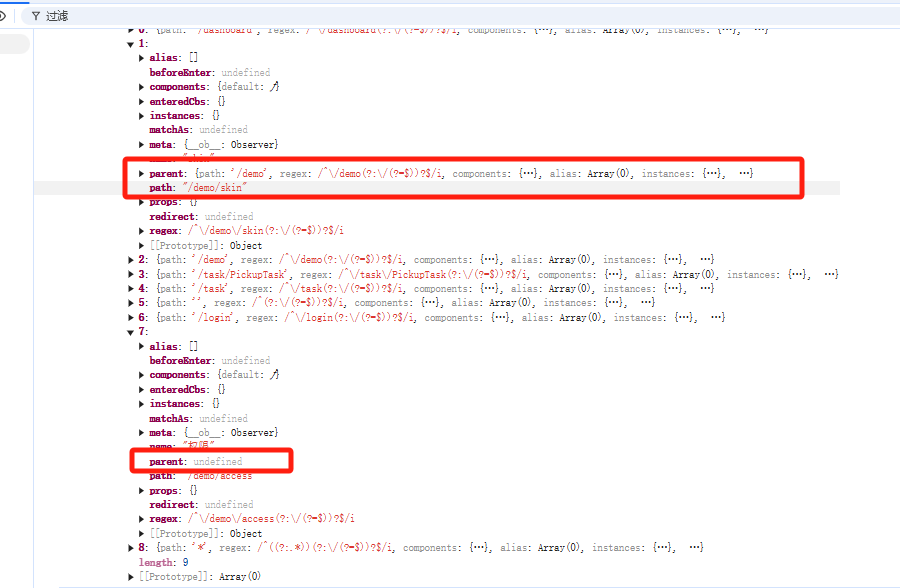 过滤
0: {path: '/dashboard', regex: /^\/dashboard(?:\/(?=$))?$/i, components: {…}, alias: Array(0), instances: {…}, …}
1:
alias: []
beforeEnter: undefined
components: {default: ƒ}
enteredCbs: {}
instances: {}
matchAs: undefined
meta: {__ob__: Observer}
name: "skin"
parent: {path: '/demo', regex: /^\/demo(?:\/(?=$))?$/i, components: {…}, alias: Array(0), instances: {…}, …}
path: "/demo/skin"
props: {}
redirect: undefined
regex: /^\/demo\/skin(?:\/(?=$))?$/i
[[Prototype]]: Object
2: {path: '/demo', regex: /^\/demo(?:\/(?=$))?$/i, components: {…}, alias: Array(0), instances: {…}, …}
3: {path: '/task/PickupTask', regex: /^\/task\/PickupTask(?:\/(?=$))?$/i, components: {…}, alias: Array(0), instances: {…}, …}
4: {path: '/task', regex: /^\/task(?:\/(?=$))?$/i, components: {…}, alias: Array(0), instances: {…}, …}
5: {path: '', regex: /^(?:\/(?=$))?$/i, components: {…}, alias: Array(0), instances: {…}, …}
6: {path: '/login', regex: /^\/login(?:\/(?=$))?$/i, components: {…}, alias: Array(0), instances: {…}, …}
7:
alias: []
beforeEnter: undefined
components: {default: ƒ}
enteredCbs: {}
instances: {}
matchAs: undefined
meta: {__ob__: Observer}
name: "权限"
parent: undefined
path: "/demo/access"
props: {}
redirect: undefined
regex: /^\/demo\/access(?:\/(?=$))?$/i
[[Prototype]]: Object
8: {path: '*', regex: /^((?:.*))(?:\/(?=$))?$/i, components: {…}, alias: Array(0), instances: {…}, …}
length: 9
[[Prototype]]: Array(0)